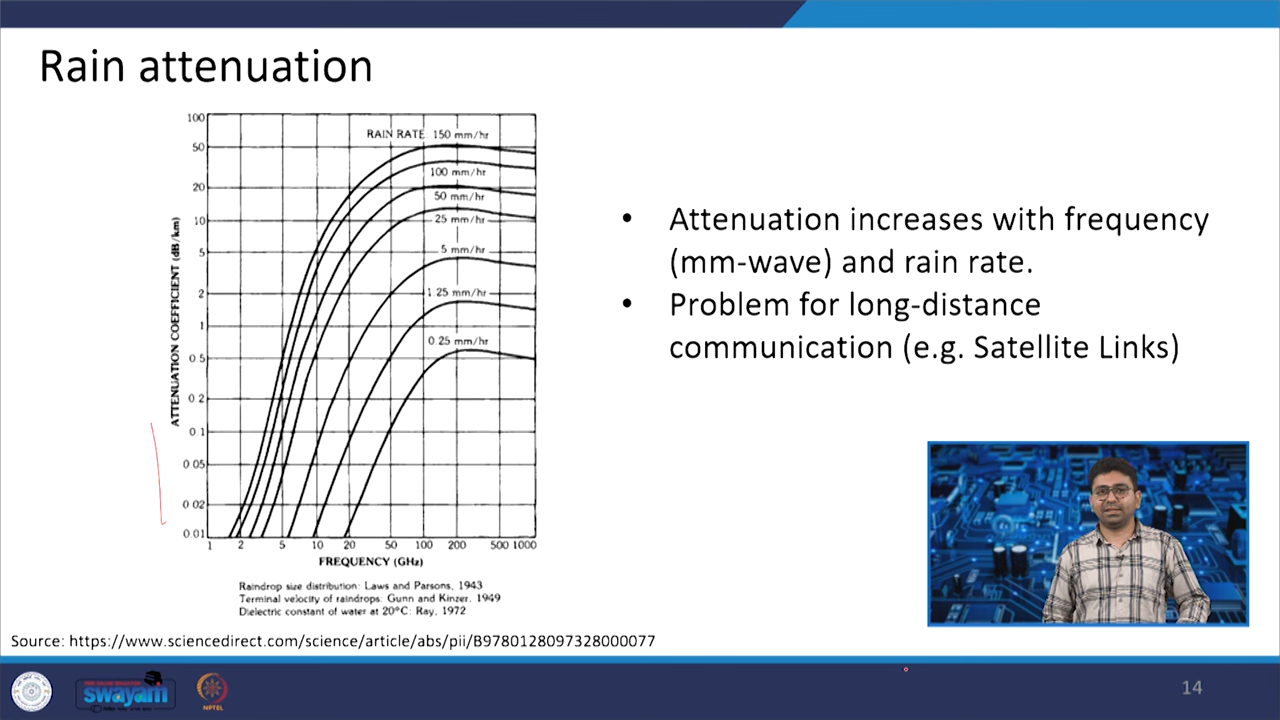 Rain attenuation
100
50
20
10
5
2
1
0.5
0.2
0.1
0.05
0.02
0.01
ATTENUATION COEFFICIENT (dB/km)
RAIN RATE 150 mm/hr
100 mm/hr
50 mm/hr
25 mm/hr
5 mm/hr
1.25 mm/hr
0.25 mm/hr
1 2 5 10 20 50 100 200 500 1000
FREQUENCY (GHz)
Raindrop size distribution: Laws and Parsons, 1943
Terminal velocity of raindrops: Gunn and Kinzer, 1949
Dielectric constant of water at 20°C: Ray, 1972
• Attenuation increases with frequency
(mm-wave) and rain rate.
• Problem for long-distance
communication (e.g. Satellite Links)
Source: https://www.sciencedirect.com/science/article/abs/pii/B9780128097328000077
swayam
NPTEL
14